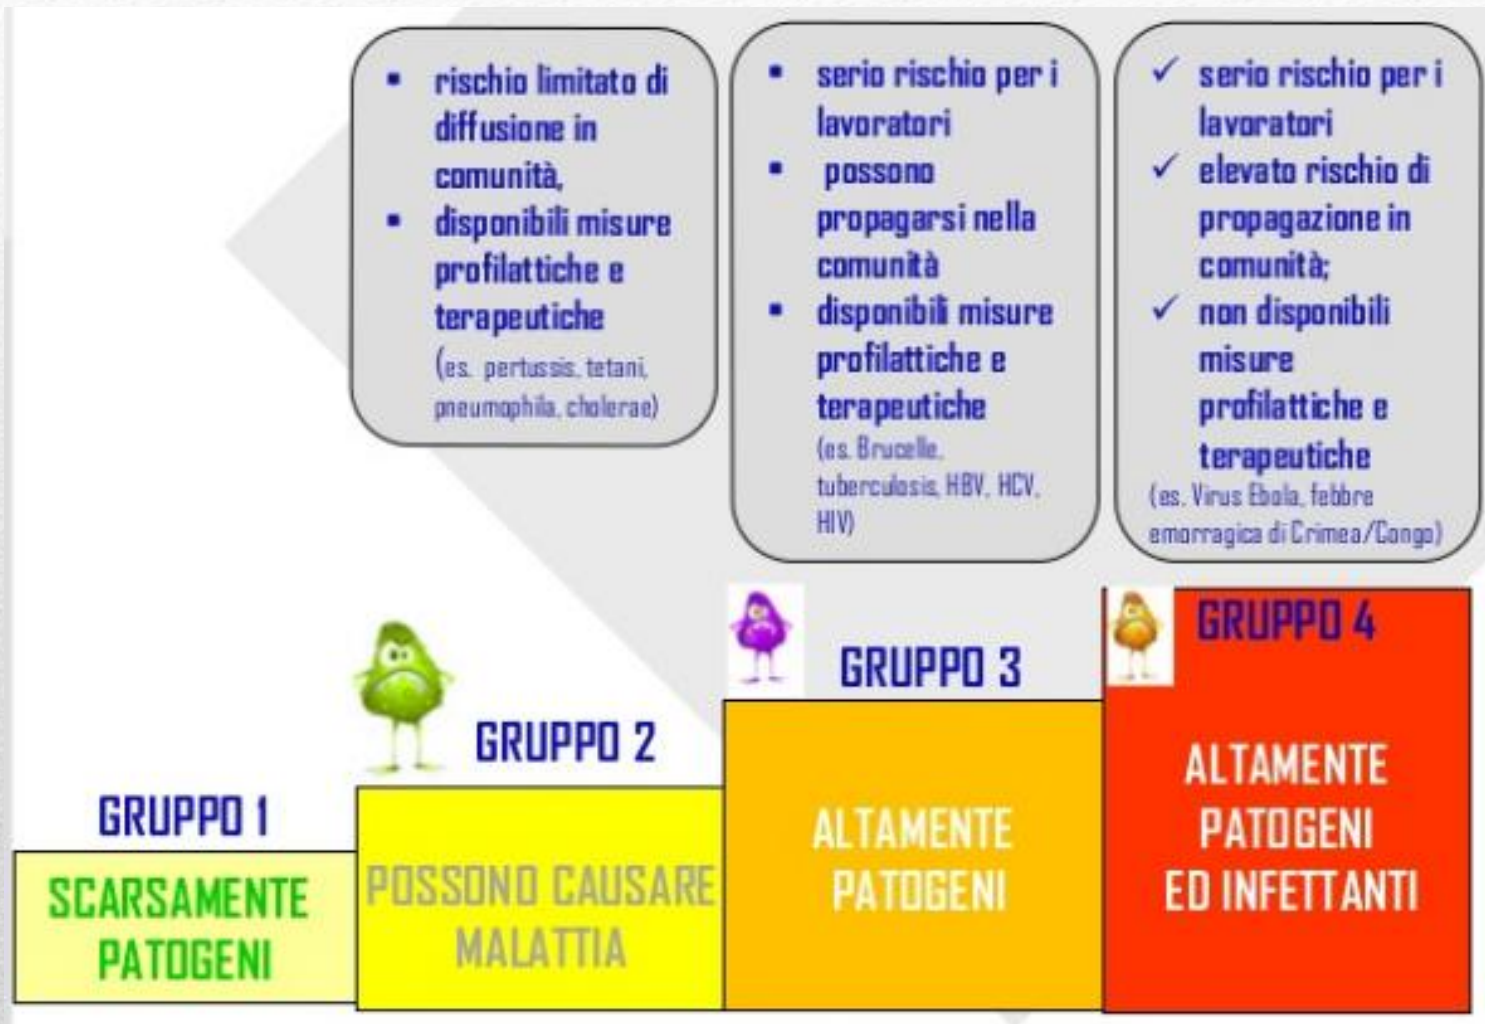 ▪ rischio limitato di
diffusione in
comunità,
▪ disponibili misure
profilattiche e
terapeutiche
(es. pertussis, tetani,
pneumophila, cholerae)
▪ serio rischio per i
lavoratori
▪ possono
propagarsi nella
comunità
▪ disponibili misure
profilattiche e
terapeutiche
(es. Brucelle,
tuberculosis, HBV, HCV,
HIV)
✓ serio rischio per i
lavoratori
✓ elevato rischio di
propagazione in
comunità;
✓ non disponibili
misure
profilattiche e
terapeutiche
(es. Virus Ebola, febbre
emorragica di Crimea/Congo)
GRUPPO 1
SCARSAMENTE
PATOGENI
GRUPPO 2
POSSONO CAUSARE
MALATTIA
GRUPPO 3
ALTAMENTE
PATOGENI
GRUPPO 4
ALTAMENTE
PATOGENI
ED INFETTANTI